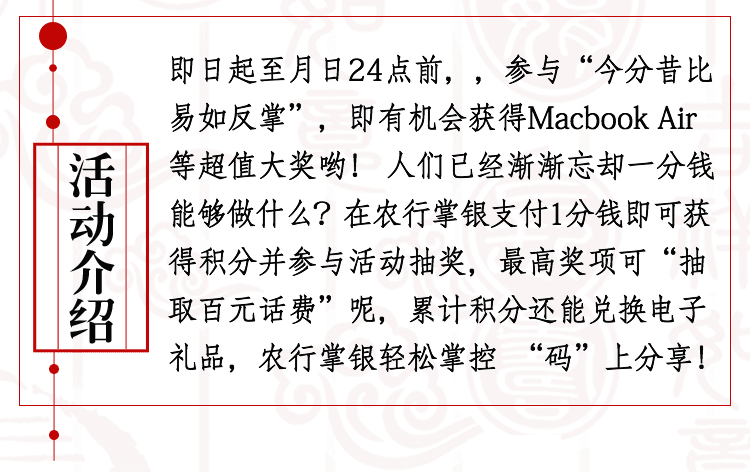 活动介绍
即日起至月日24点前，，参与“今分昔比
易如反掌”，即有机会获得Macbook Air
等超值大奖哟！ 人们已经渐渐忘却一分钱
能够做什么？在农行掌银支付1分钱即可获
得积分并参与活动抽奖，最高奖项可“抽
取百元话费”呢，累计积分还能兑换电子
礼品，农行掌银轻松掌控 “码”上分享！